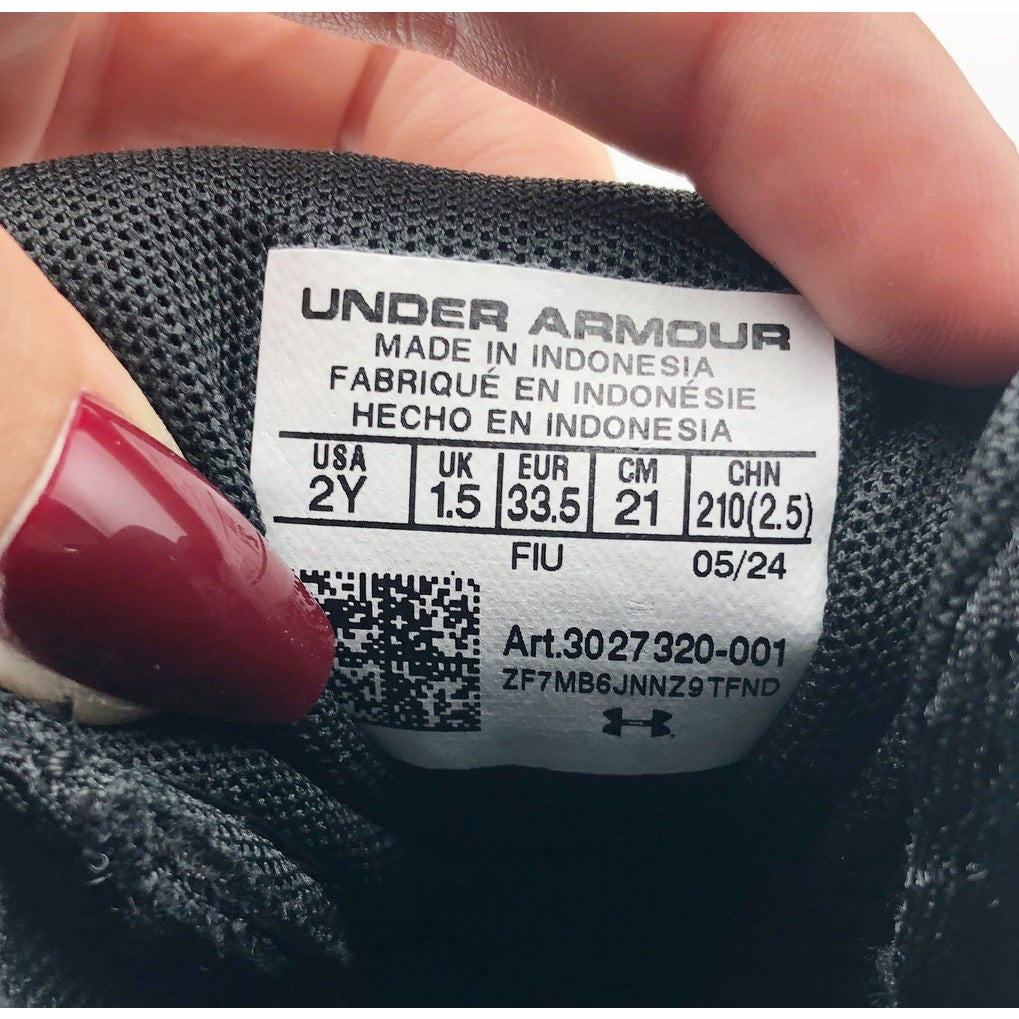 UNDER ARMOUR
MADE IN INDONESIA
FABRIQUÉ EN INDONÉSIE
HECHO EN INDONESIA
USA UK EUR CM CHN
2Y 1.5 33.5 21 210(2.5)
FIU 05/24
Art.3027320-001
ZF7MB6JNNZ9TFND